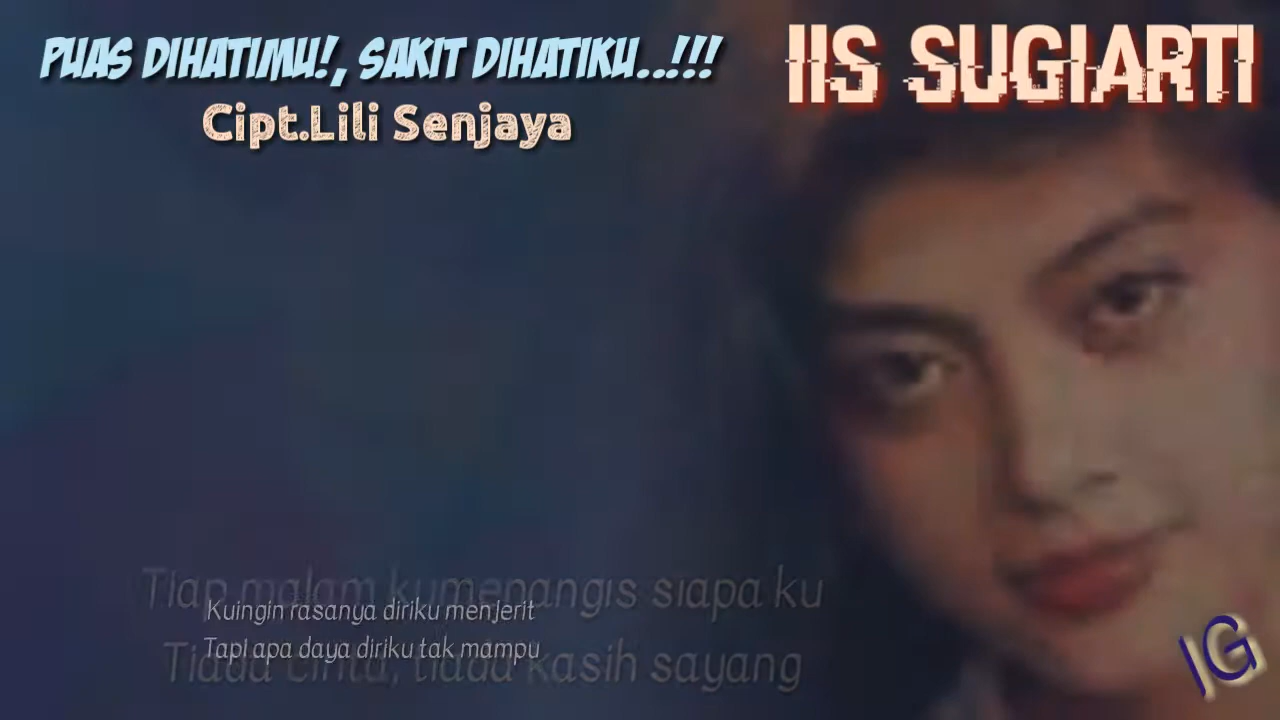 PUAS DIHATIMU!, SAKIT DIHATIKU...!!!
IIS SUGIARTI
Cipt.Lili Senjaya
Tiap malam kumenangis siapa ku
Kuingin rasanya diriku menjerit
Tapi apa daya diriku tak mampu
Tiada cinta, tiada kasih sayang
IG